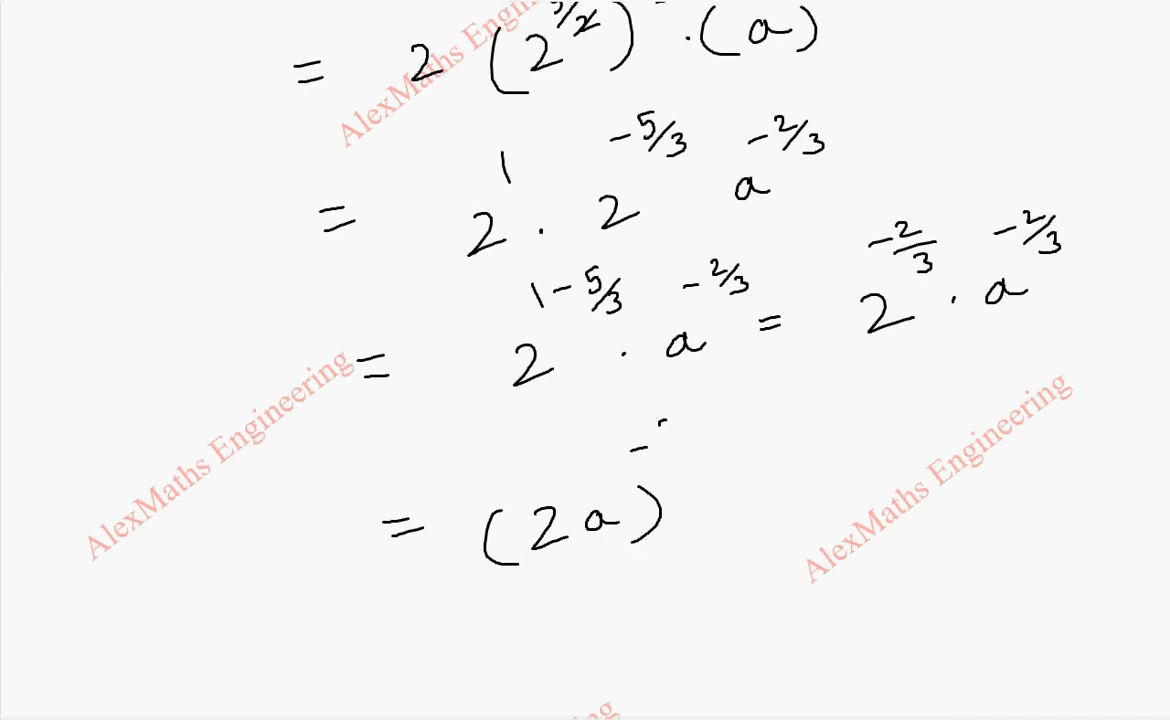 = 2 (2^5/2) · (a)
AlexMaths Engin
= 2^1 · 2^-5/3 a^-2/3
= 2^1-5/3 · a^-2/3 = 2^-2/3 · a^-2/3
AlexMaths Engineering
AlexMaths Engineering
= (2a)^-